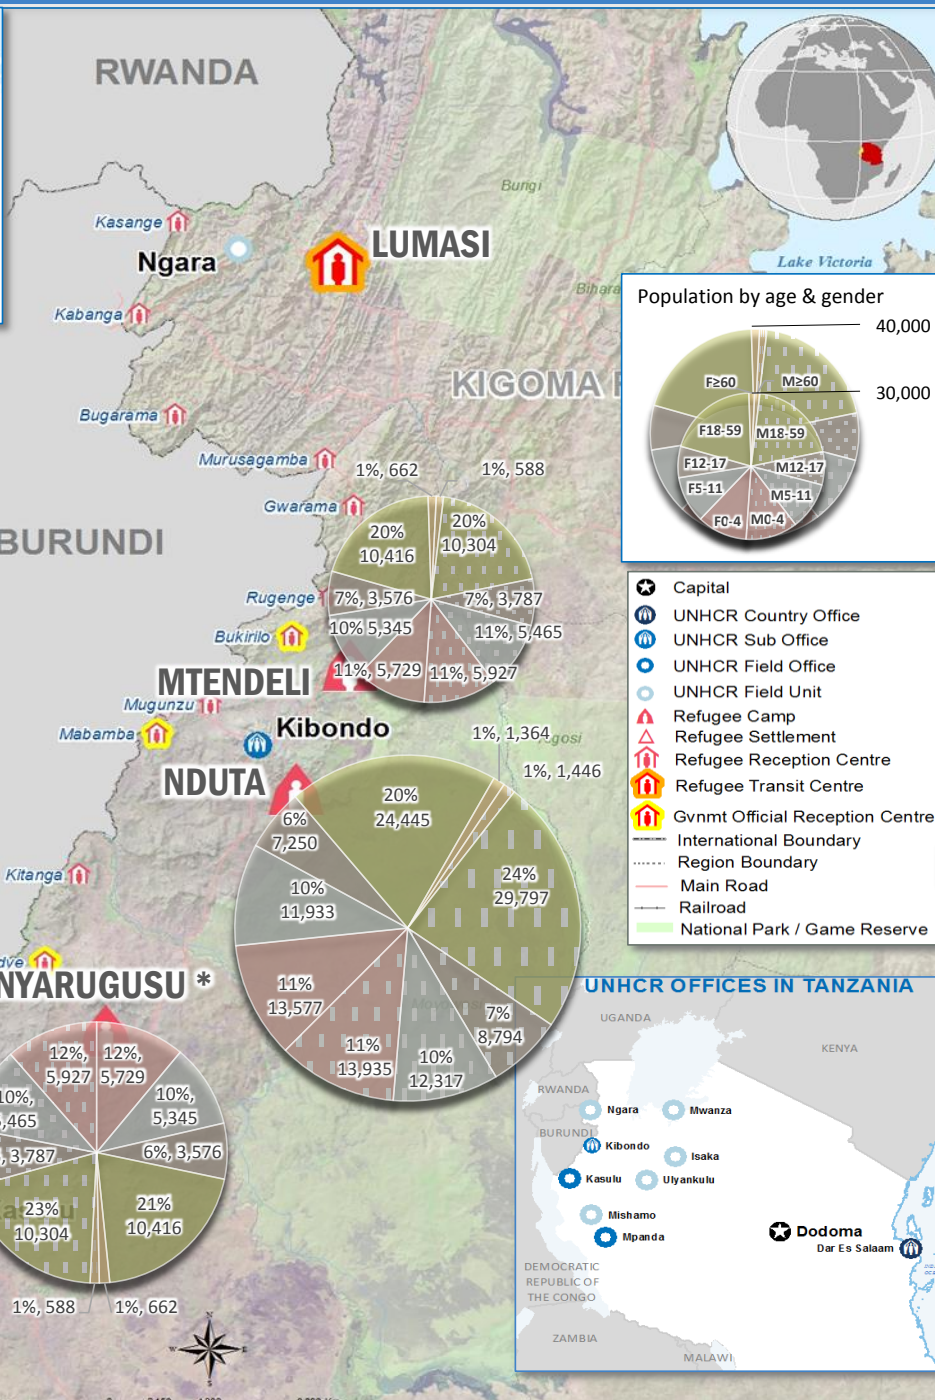 RWANDA
Bungi
Kasange
Ngara
LUMASI
Lake Victoria
Kabanga
Bihara
Population by age & gender
40,000
30,000
F≥60
M≥60
F18-59
M18-59
F12-17
M12-17
F5-11
M5-11
F0-4
M0-4
KIGOMA
Bugarama
Murusagamba
1%, 662
1%, 588
Gwarama
20%
10,416
20%
10,304
BURUNDI
Rugenge
7%, 3,576
7%, 3,787
Bukirilo
10% 5,345
11%, 5,465
11%, 5,729
11%, 5,927
MTENDELI
Mugunzu
Mabamba
Kibondo
NDUTA
1%, 1,364
1%, 1,446
gosi
20%
24,445
6%
7,250
24%
29,797
10%
11,933
Kitanga
11%
13,577
7%
8,794
11%
13,935
10%
12,317
Capital
UNHCR Country Office
UNHCR Sub Office
UNHCR Field Office
UNHCR Field Unit
Refugee Camp
Refugee Settlement
Refugee Reception Centre
Refugee Transit Centre
Gvnmt Official Reception Centre
International Boundary
Region Boundary
Main Road
Railroad
National Park / Game Reserve
dve
NYARUGUSU *
12%,
5,927
12%,
5,729
10%,
,465
10%,
5,345
, 3,787
6%, 3,576
23%
10,304
21%
10,416
1%, 588
1%, 662
N
W
E
S
UNHCR OFFICES IN TANZANIA
UGANDA
KENYA
RWANDA
Ngara
Mwanza
BURUNDI
Kibondo
Isaka
Kasulu
Ulyankulu
Mishamo
Mpanda
Dodoma
Dar Es Salaam
DEMOCRATIC
REPUBLIC OF
THE CONGO
ZAMBIA
MALAWI